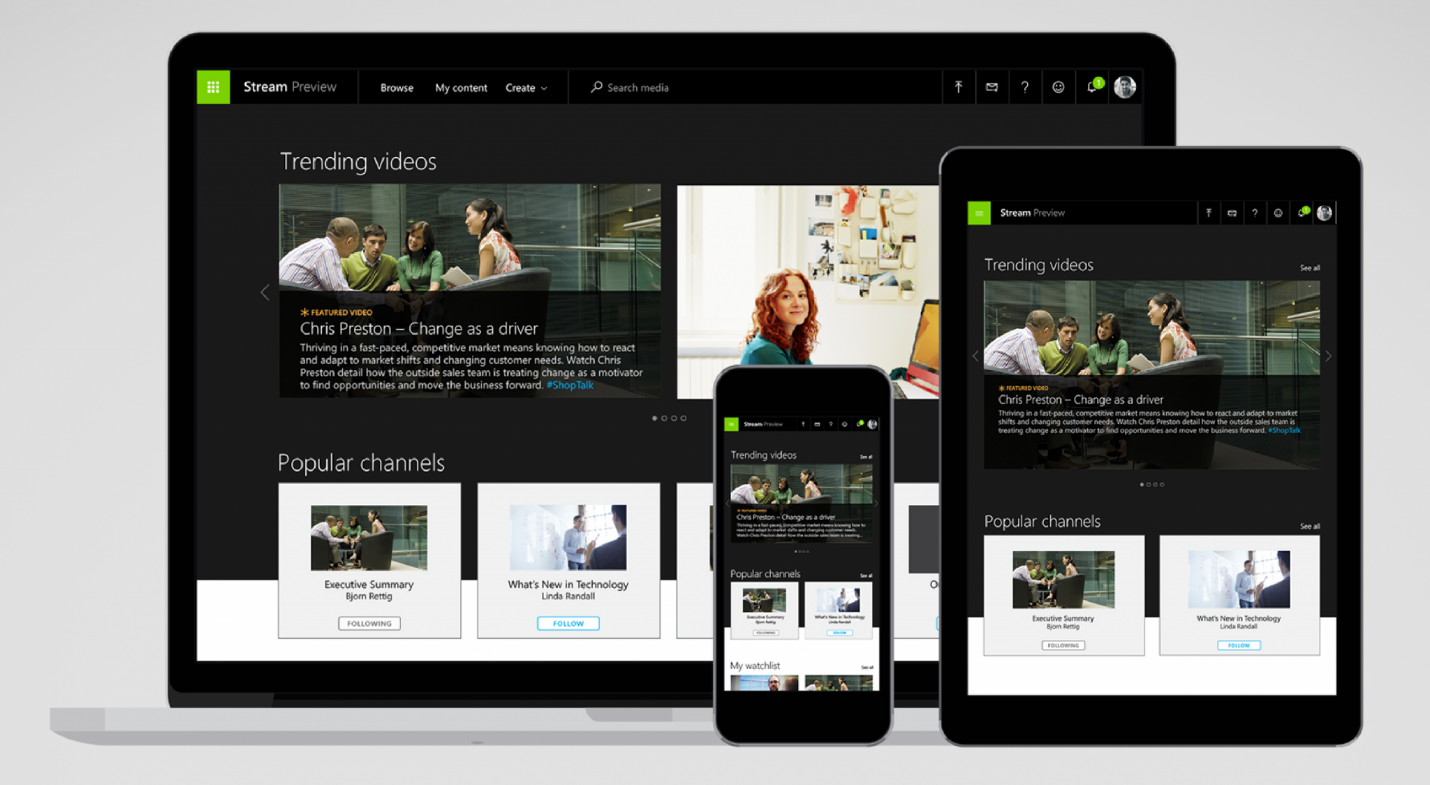 Stream Preview
Browse
My content
Create
Search media
1
Trending videos
FEATURED VIDEO
Chris Preston – Change as a driver
Thriving in a fast-paced, competitive market means knowing how to react
and adapt to market shifts and changing customer needs. Watch Chris
Preston detail how the outside sales team is treating change as a motivator
to find opportunities and move the business forward. #ShopTalk
Popular channels
Executive Summary
Bjorn Rettig
FOLLOWING
What's New in Technology
Linda Randall
FOLLOW
Stream Preview
Trending videos
See all
FEATURED VIDEO
Chris Preston – Change as a driver
Thriving in a fast-paced, competitive market means knowing how to
react and adapt to market shifts and changing customer needs.
Watch Chris Preston detail how the outside sales team is treating...
Popular channels
See all
Executive Summary
Bjorn Rettig
FOLLOWING
What's New in Technology
Linda Randall
FOLLOW
My watchlist
See all
Stream Preview
1
Trending videos
See all
FEATURED VIDEO
Chris Preston – Change as a driver
Thriving in a fast-paced, competitive market means knowing how to react and adapt to market
shifts and changing customer needs. Watch Chris Preston detail how the outside sales team is
treating change as a motivator to find opportunities and move the business forward. #ShopTalk
Popular channels
See all
Executive Summary
Bjorn Rettig
FOLLOWING
What's New in Technology
Linda Randall
FOLLOW